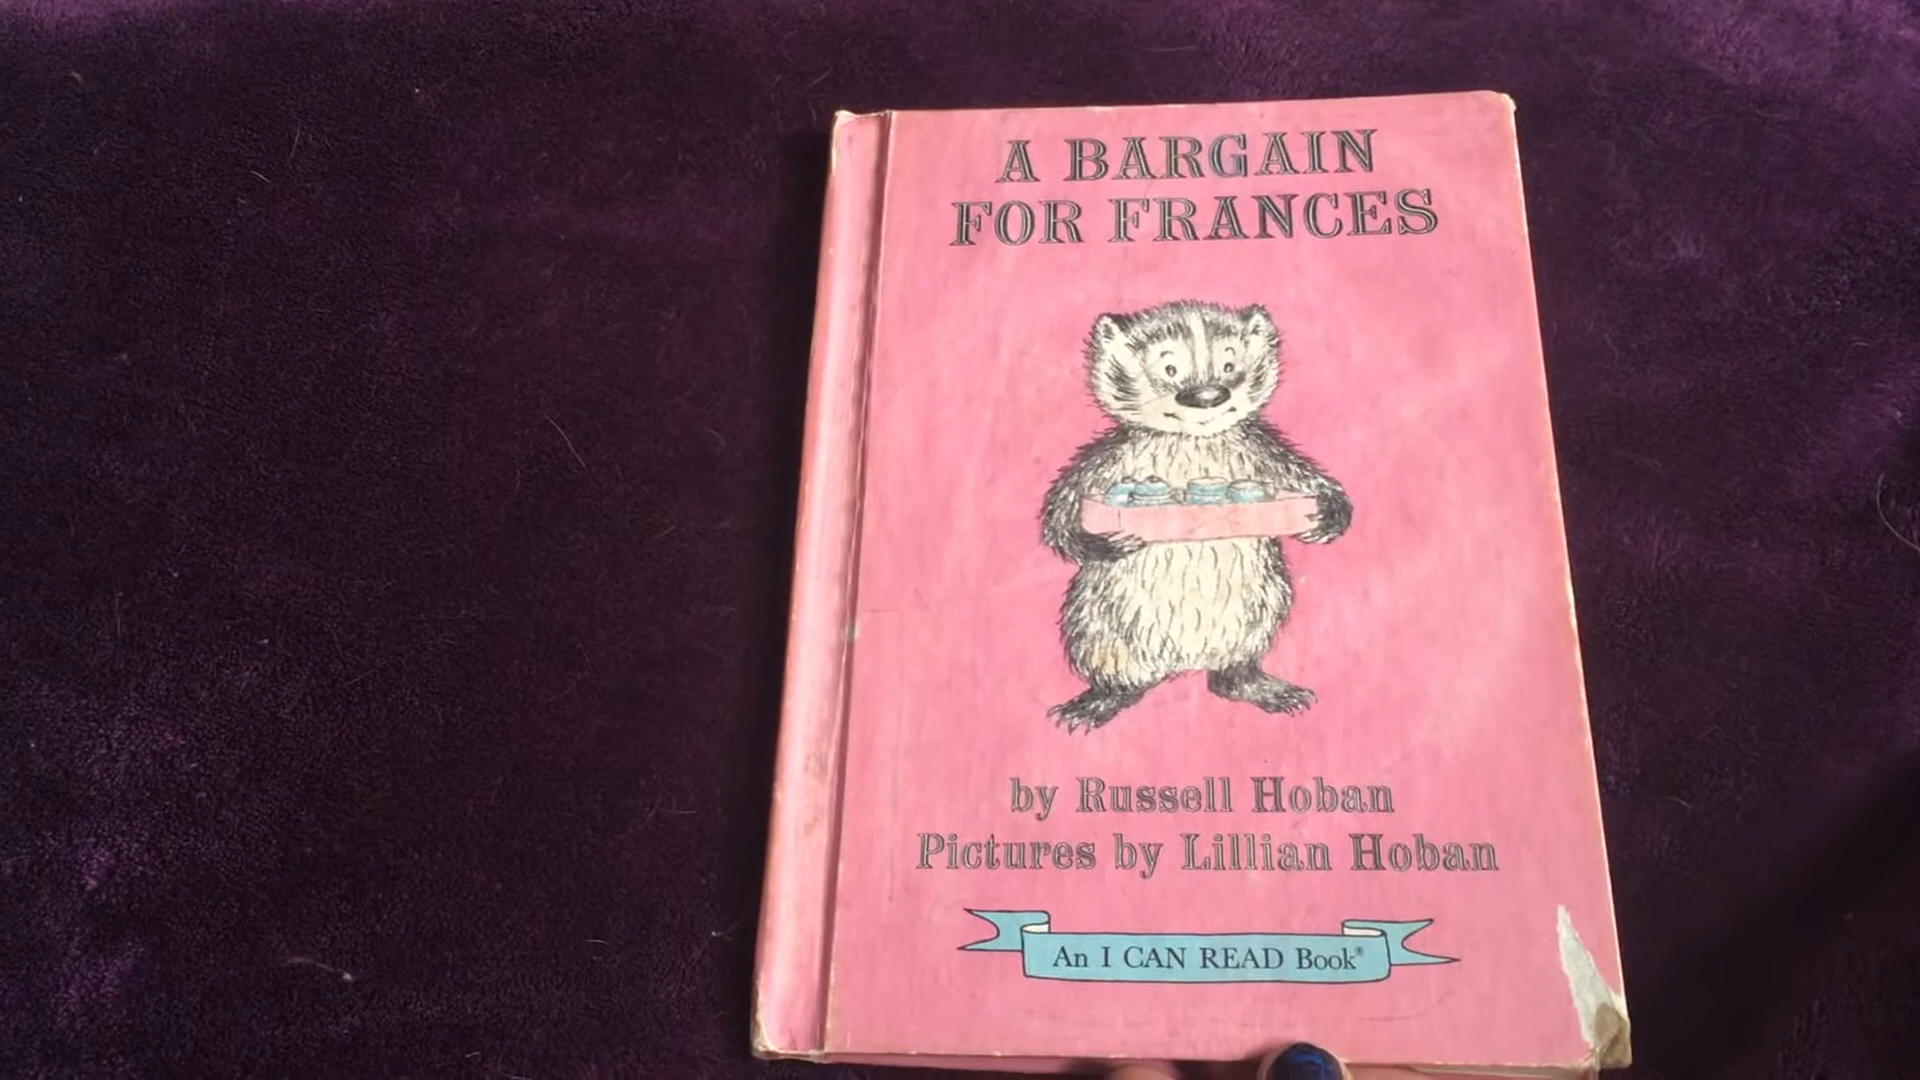 A BARGAIN
FOR FRANCES
by Russell Hoban
Pictures by Lillian Hoban
An I CAN READ Book®